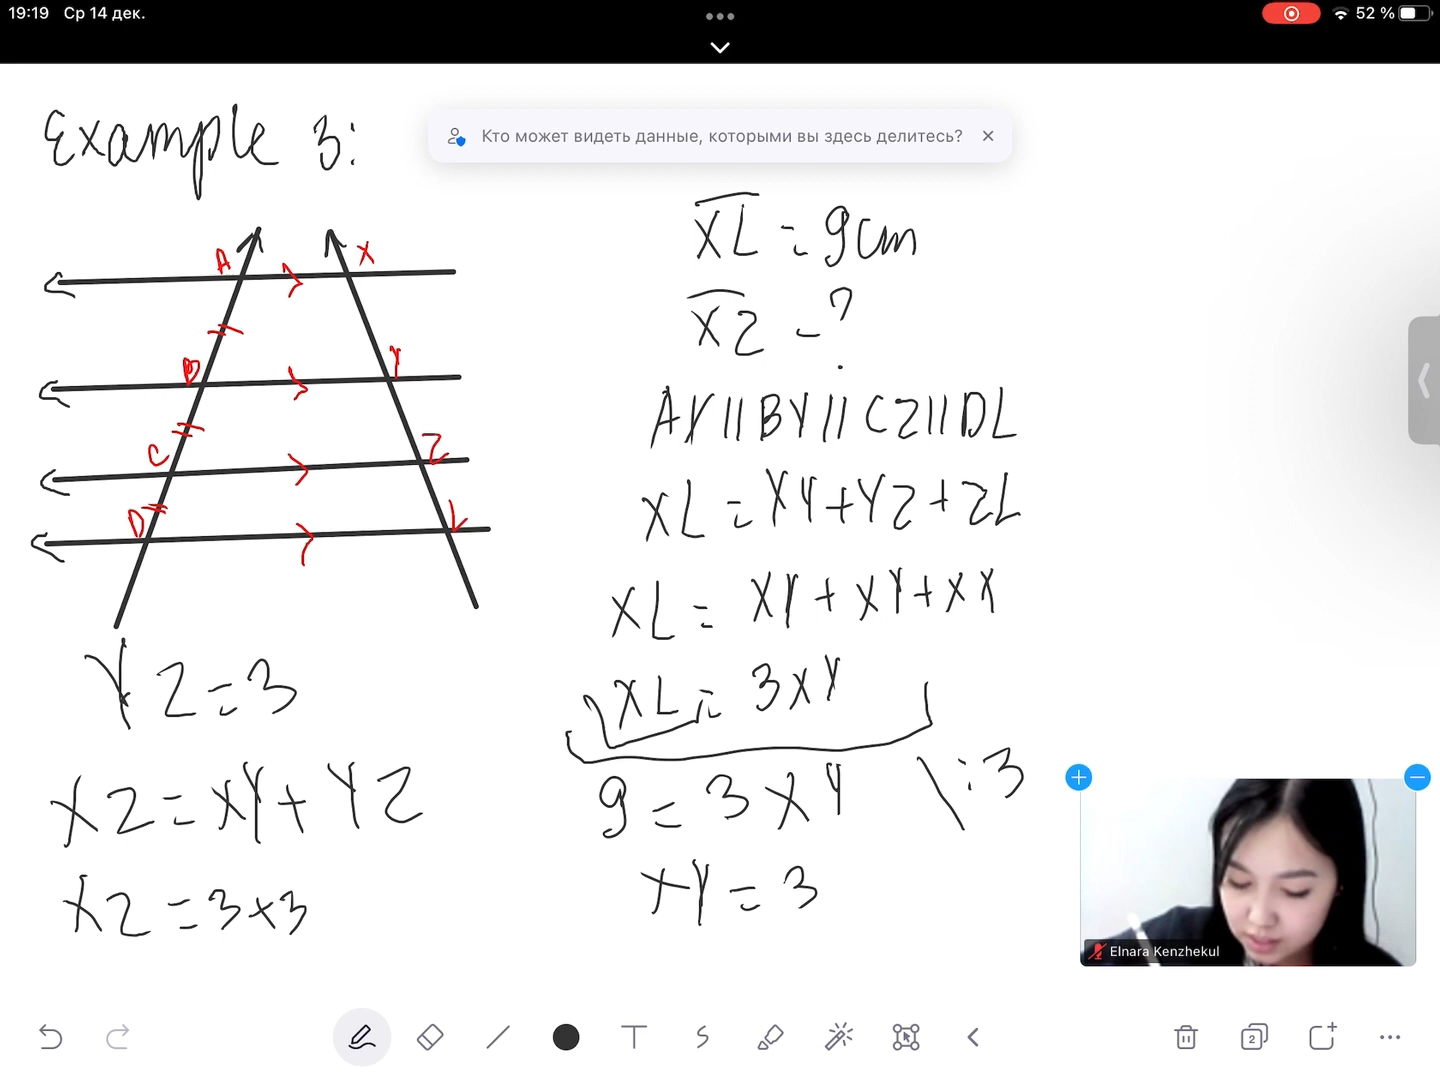 19:19 Ср 14 дек.
52 %
Example 3:
Кто может видеть данные, которыми вы здесь делитесь?
A X
B Y
C Z
D L
XL = 9cm
XZ - ?
AX || BY || CZ || DL
XL = XY + YZ + ZL
XL = XY + XY + XY
XL = 3XY
9 = 3XY \ :3
XY = 3
YZ = 3
XZ = XY + YZ
XZ = 3 + 3
Elnara Kenzhekul
T
2